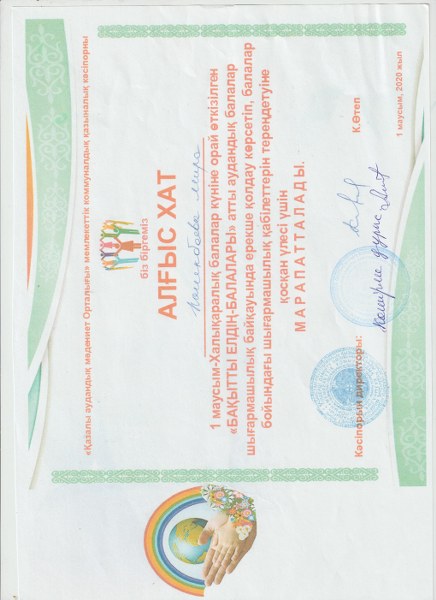 «Қазалы аудандық мәдениет Орталығы» мемлекеттік коммуналдық қазыналық кәсіпорны
біз біргеміз
АЛҒЫС ХАТ
1 маусым-Халықаралық балалар күніне орай өткізілген
«БАҚЫТТЫ ЕЛДІҢ-БАЛАЛАРЫ» атты аудандық балалар
шығармашылық байқауында ерекше қолдау көрсетіп, балалар
бойындағы шығармашылық қабілеттерін тереңдетуіне
қосқан үлесі үшін
МАРАПАТТАЛАДЫ.
Кәсіпорын директоры: К.Өтеп
Көшірме дұрыс
1 маусым, 2020 жыл